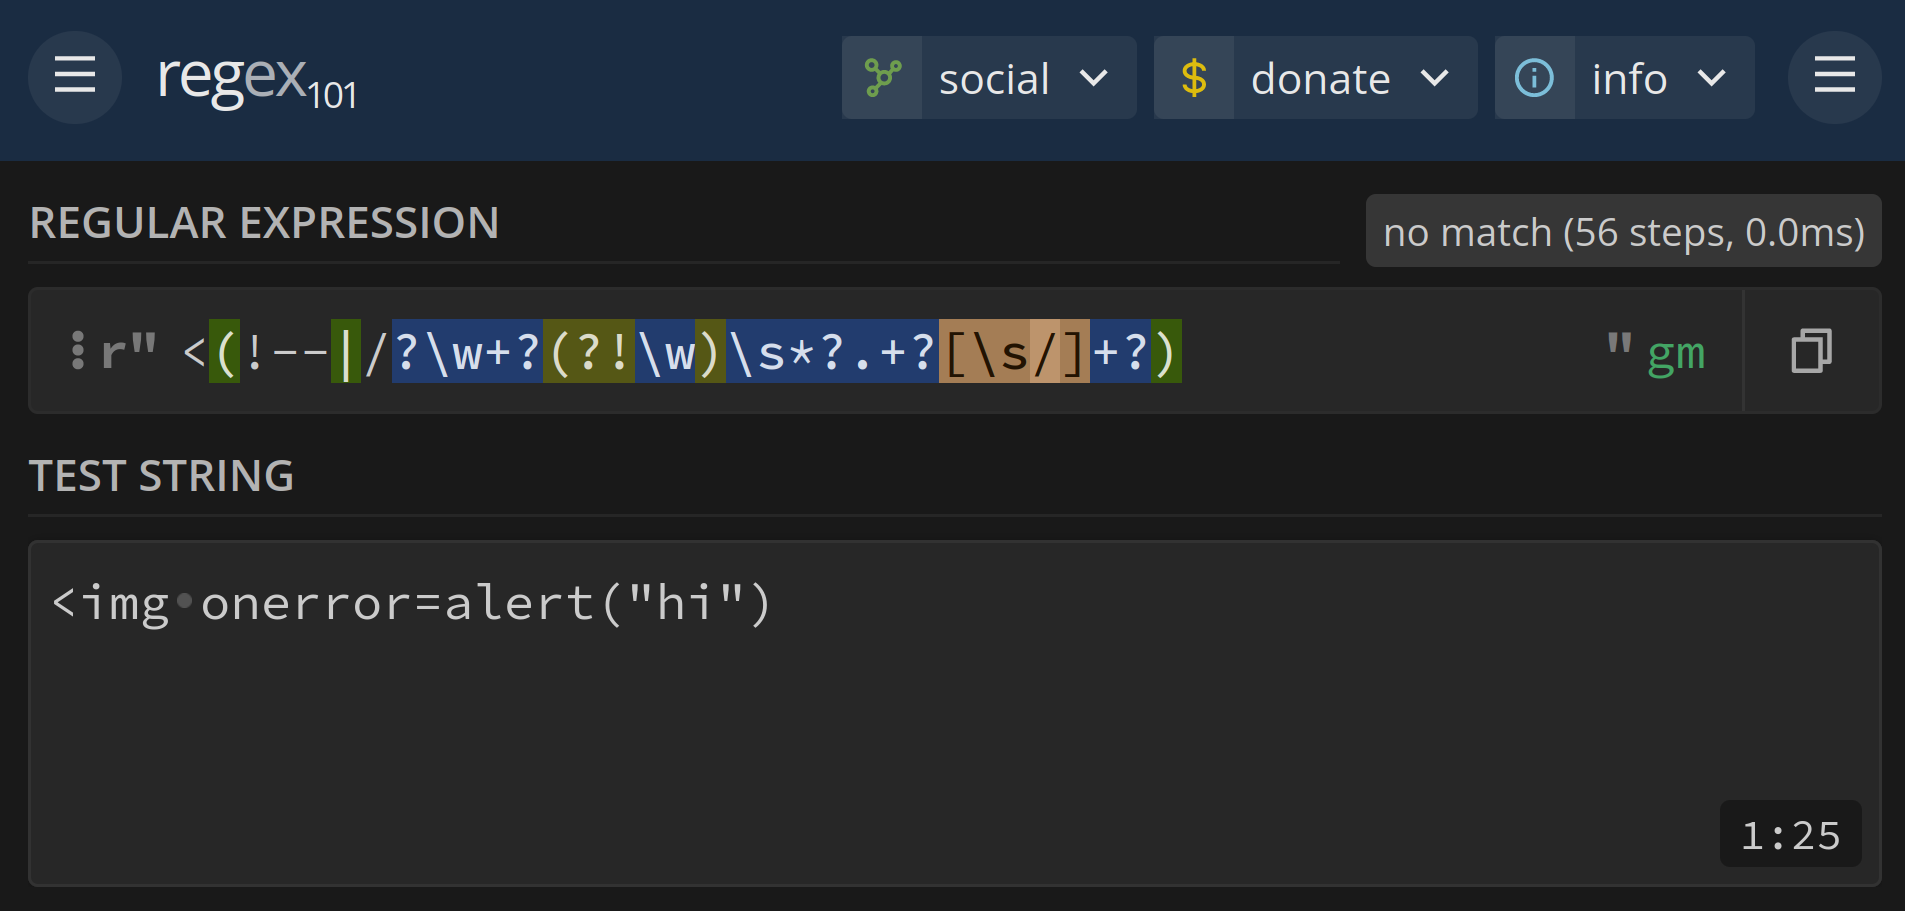 regex101 social donate info
REGULAR EXPRESSION no match (56 steps, 0.0ms)
r" <(!--|/?\w+?(?!\w)\s*?.+?[\s/]+?) " gm
TEST STRING
<img·onerror=alert("hi")
1:25